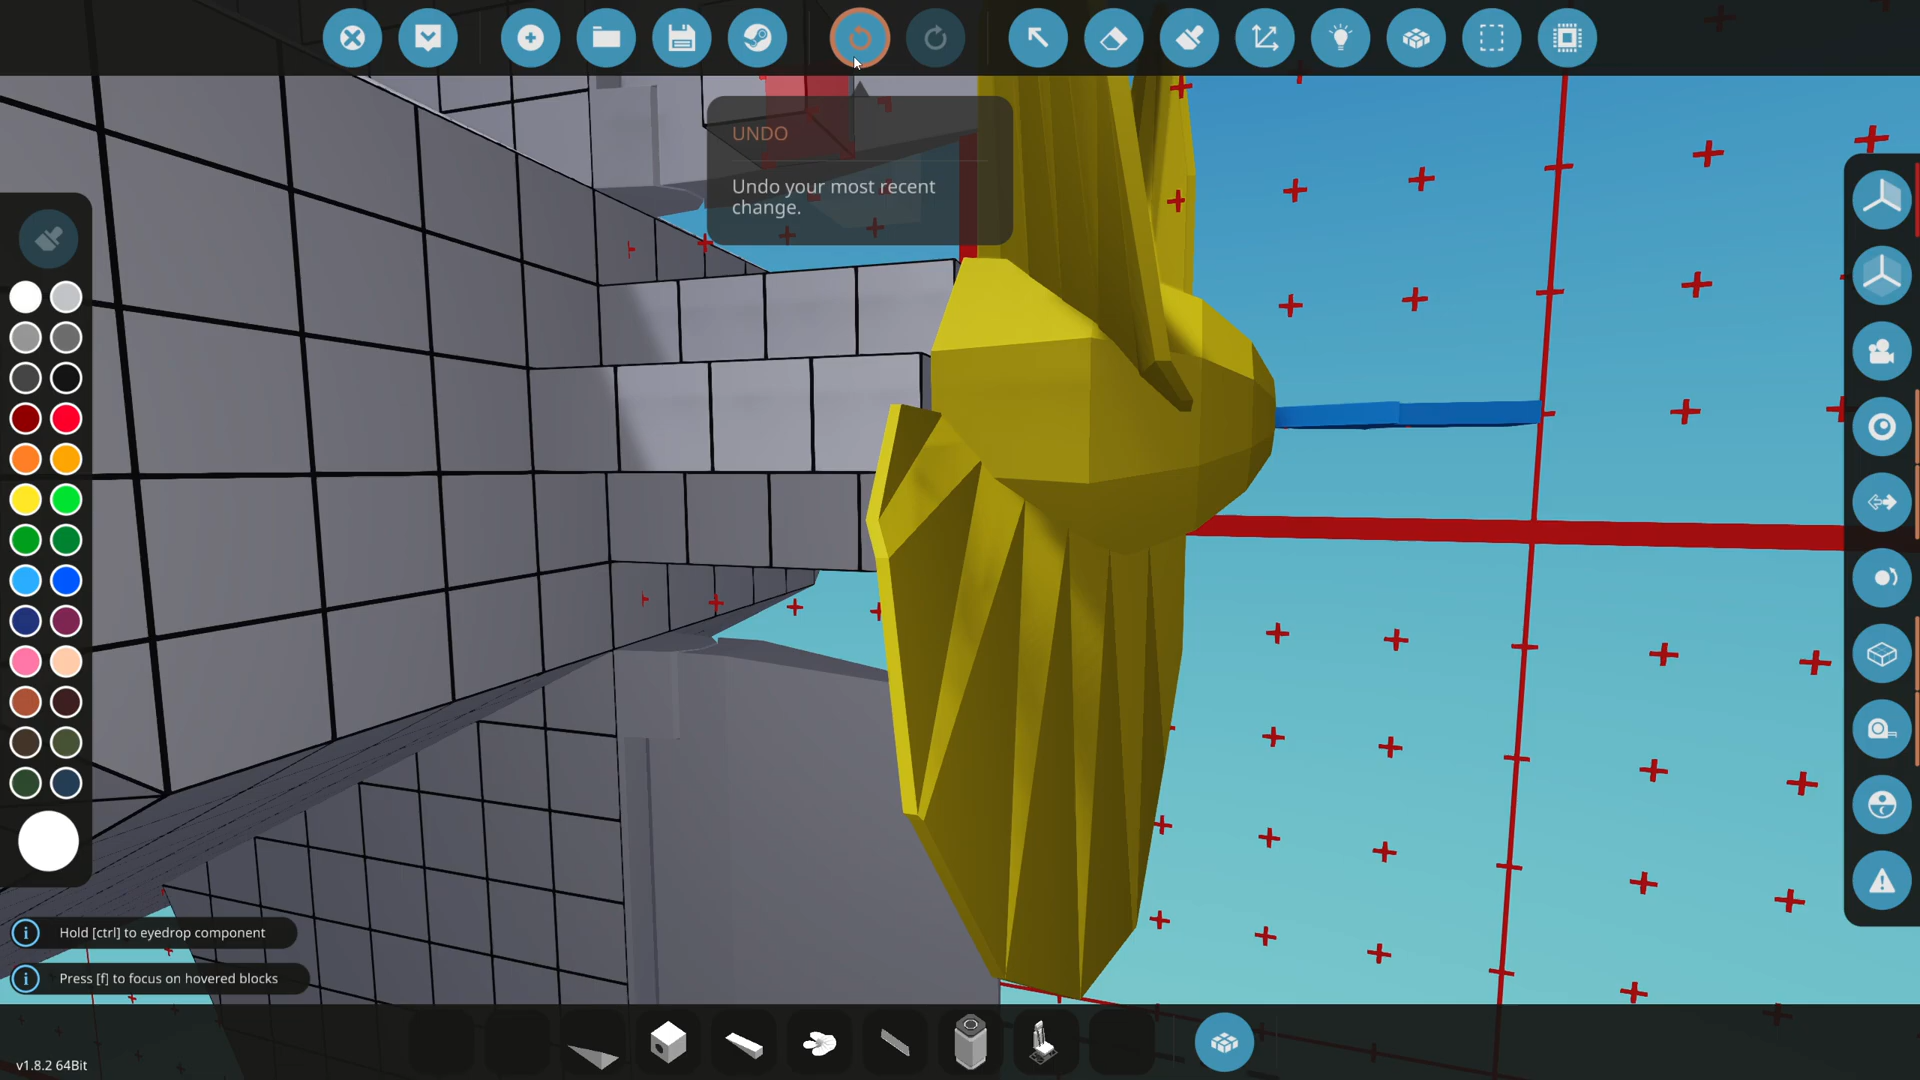 UNDO
Undo your most recent
change.
Hold [ctrl] to eyedrop component
Press [f] to focus on hovered blocks
v1.8.2 64Bit